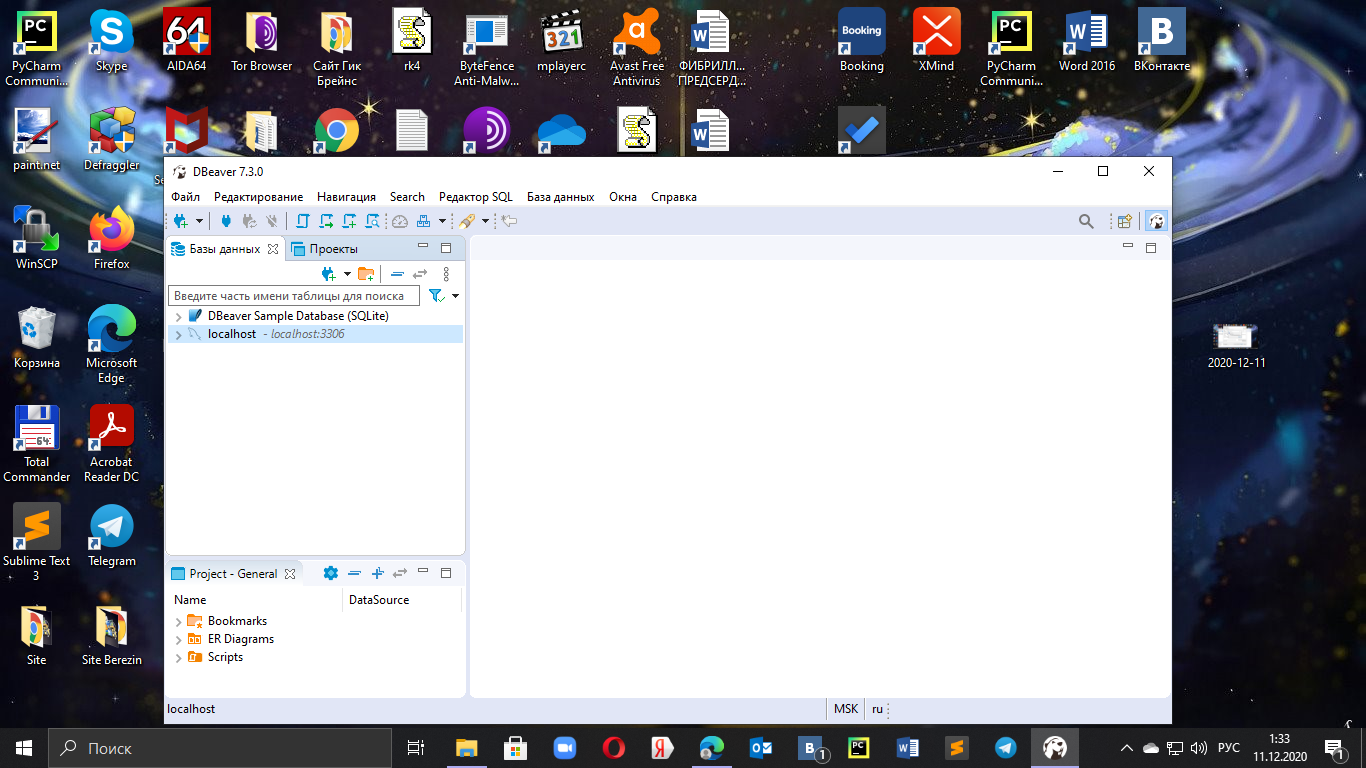 PyCharm
Communi...
Skype
64
AIDA64
Tor Browser
Сайт Гик
Брейнс
rk4
ByteFence
Anti-Malw...
321
mplayerc
Avast Free
Antivirus
ФИБРИЛЛ...
ПРЕДСЕРД...
Booking
Booking
XMind
PyCharm
Communi...
Word 2016
ВКонтакте
paint.net
Defraggler
WinSCP
Firefox
Корзина
Microsoft
Edge
Total
Commander
Acrobat
Reader DC
Sublime Text
3
Telegram
Site
Site Berezin
2020-12-11
DBeaver 7.3.0
Файл Редактирование Навигация Search Редактор SQL База данных Окна Справка
Базы данных Проекты
Введите часть имени таблицы для поиска
DBeaver Sample Database (SQLite)
localhost - localhost:3306
Project - General
Name DataSource
Bookmarks
ER Diagrams
Scripts
localhost MSK ru
Поиск
РУС
1:33
11.12.2020